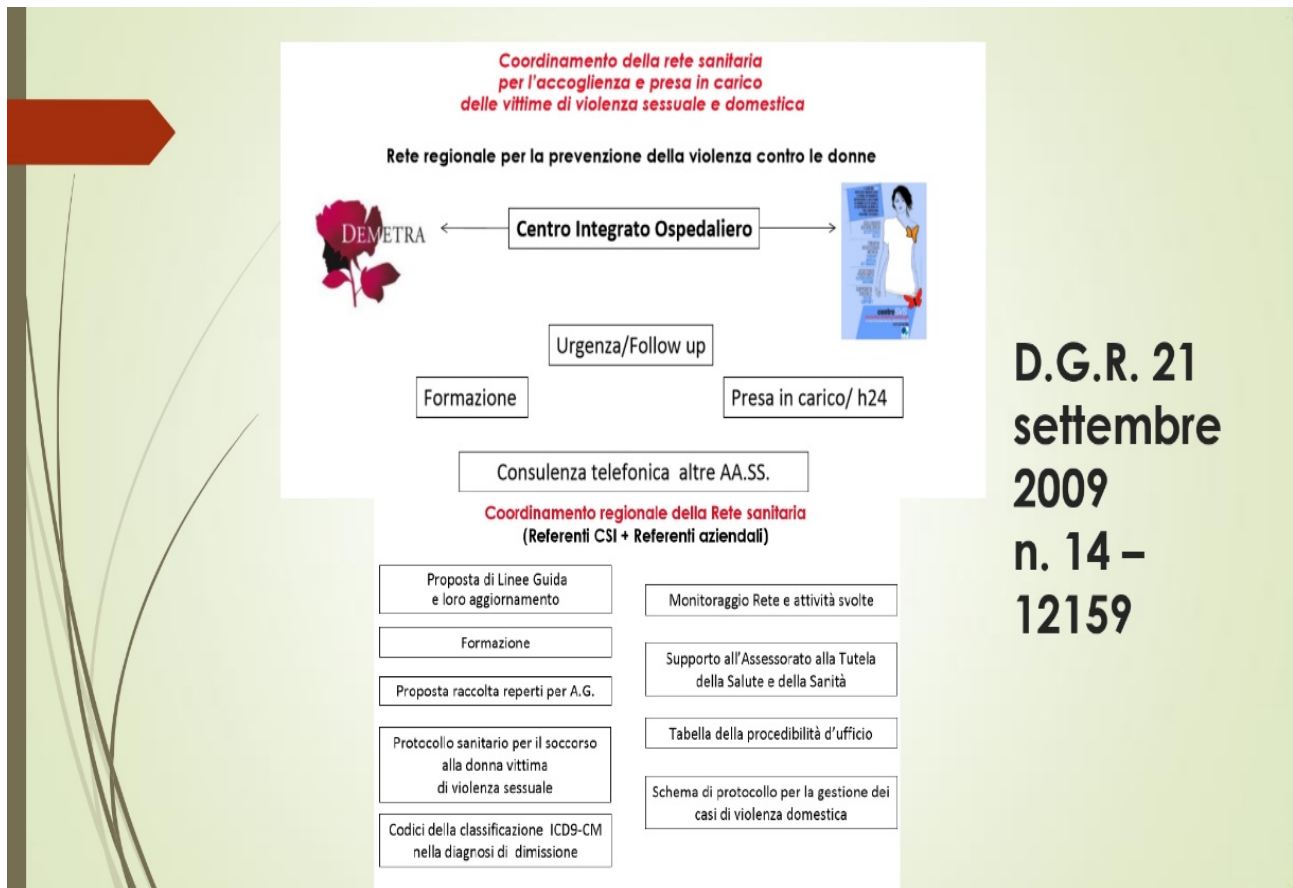 Coordinamento della rete sanitaria
per l'accoglienza e presa in carico
delle vittime di violenza sessuale e domestica
Rete regionale per la prevenzione della violenza contro le donne
DEMETRA
Centro Integrato Ospedaliero
centro
Urgenza/Follow up
Formazione
Presa in carico/ h24
Consulenza telefonica altre AA.SS.
Coordinamento regionale della Rete sanitaria
(Referenti CSI + Referenti aziendali)
Proposta di Linee Guida
e loro aggiornamento
Formazione
Proposta raccolta reperti per A.G.
Protocollo sanitario per il soccorso
alla donna vittima
di violenza sessuale
Codici della classificazione ICD9-CM
nella diagnosi di dimissione
Monitoraggio Rete e attività svolte
Supporto all'Assessorato alla Tutela
della Salute e della Sanità
Tabella della procedibilità d'ufficio
Schema di protocollo per la gestione dei
casi di violenza domestica
D.G.R. 21
settembre
2009
n. 14 –
12159